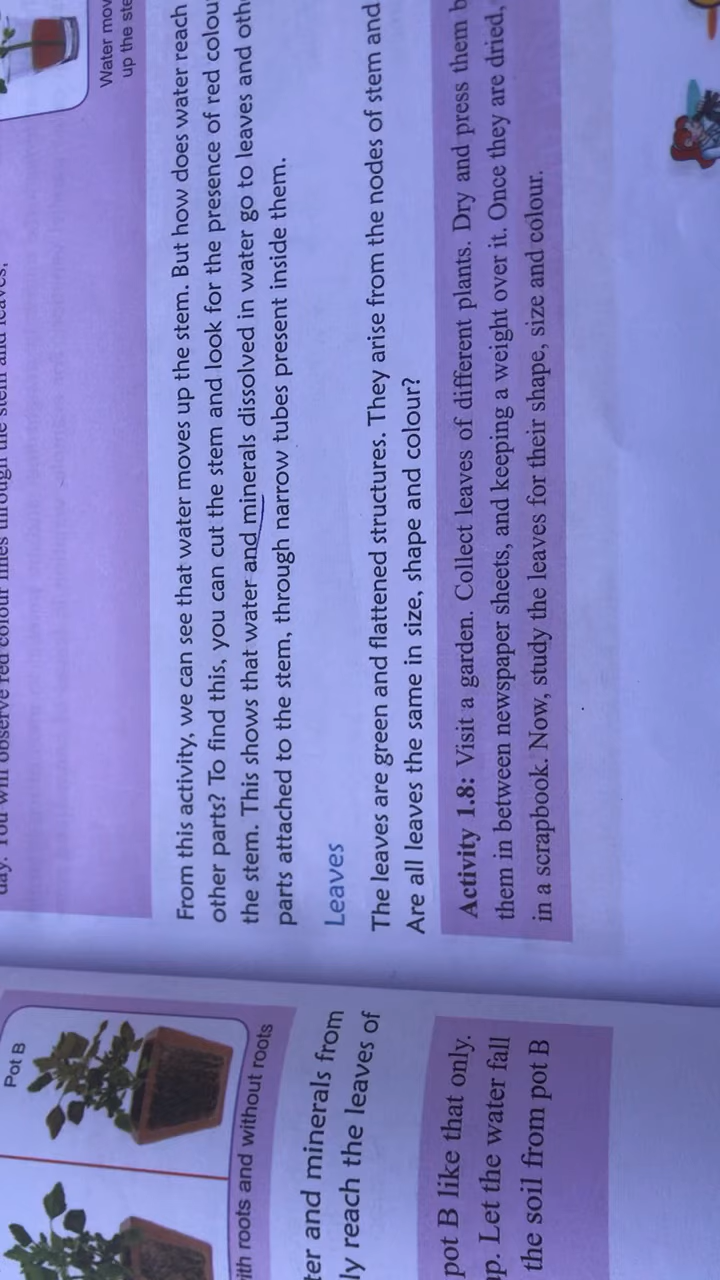 Pot B
with roots and without roots
ter and minerals from
ly reach the leaves of
pot B like that only.
up. Let the water fall
the soil from pot B
day. You will observe red colour lines through the stem and leaves,
Water mov
up the ste
From this activity, we can see that water moves up the stem. But how does water reach
other parts? To find this, you can cut the stem and look for the presence of red colou
the stem. This shows that water and minerals dissolved in water go to leaves and oth
parts attached to the stem, through narrow tubes present inside them.
Leaves
The leaves are green and flattened structures. They arise from the nodes of stem and
Are all leaves the same in size, shape and colour?
Activity 1.8: Visit a garden. Collect leaves of different plants. Dry and press them b
them in between newspaper sheets, and keeping a weight over it. Once they are dried,
in a scrapbook. Now, study the leaves for their shape, size and colour.